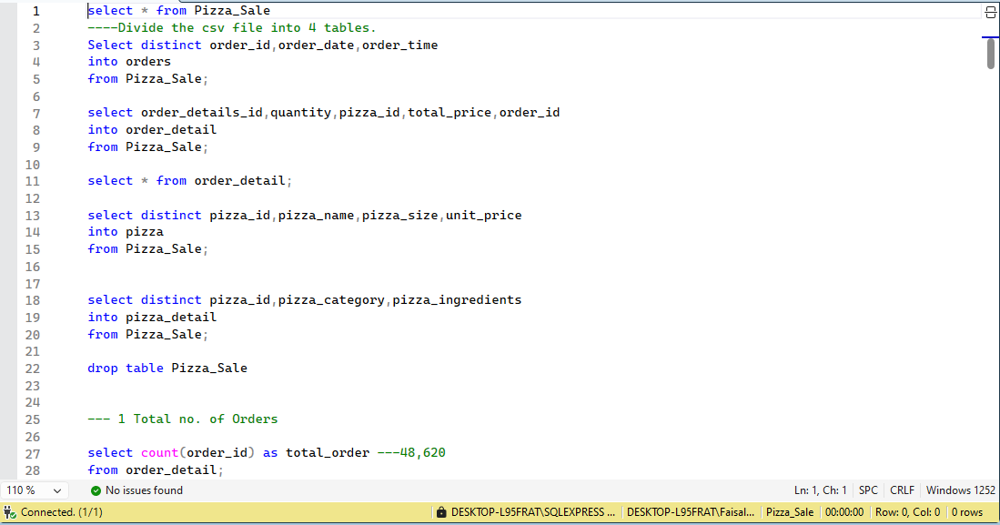 1 select * from Pizza_Sale
2 ----Divide the csv file into 4 tables.
3 Select distinct order_id,order_date,order_time
4 into orders
5 from Pizza_Sale;
6
7 select order_details_id,quantity,pizza_id,total_price,order_id
8 into order_detail
9 from Pizza_Sale;
10
11 select * from order_detail;
12
13 select distinct pizza_id,pizza_name,pizza_size,unit_price
14 into pizza
15 from Pizza_Sale;
16
17
18 select distinct pizza_id,pizza_category,pizza_ingredients
19 into pizza_detail
20 from Pizza_Sale;
21
22 drop table Pizza_Sale
23
24
25 --- 1 Total no. of Orders
26
27 select count(order_id) as total_order ---48,620
28 from order_detail;
110 % No issues found Ln: 1, Ch: 1 SPC CRLF Windows 1252
Connected. (1/1) DESKTOP-L95FRAT\SQLEXPRESS ... DESKTOP-L95FRAT\Faisal... Pizza_Sale 00:00:00 Row: 0, Col: 0 0 rows